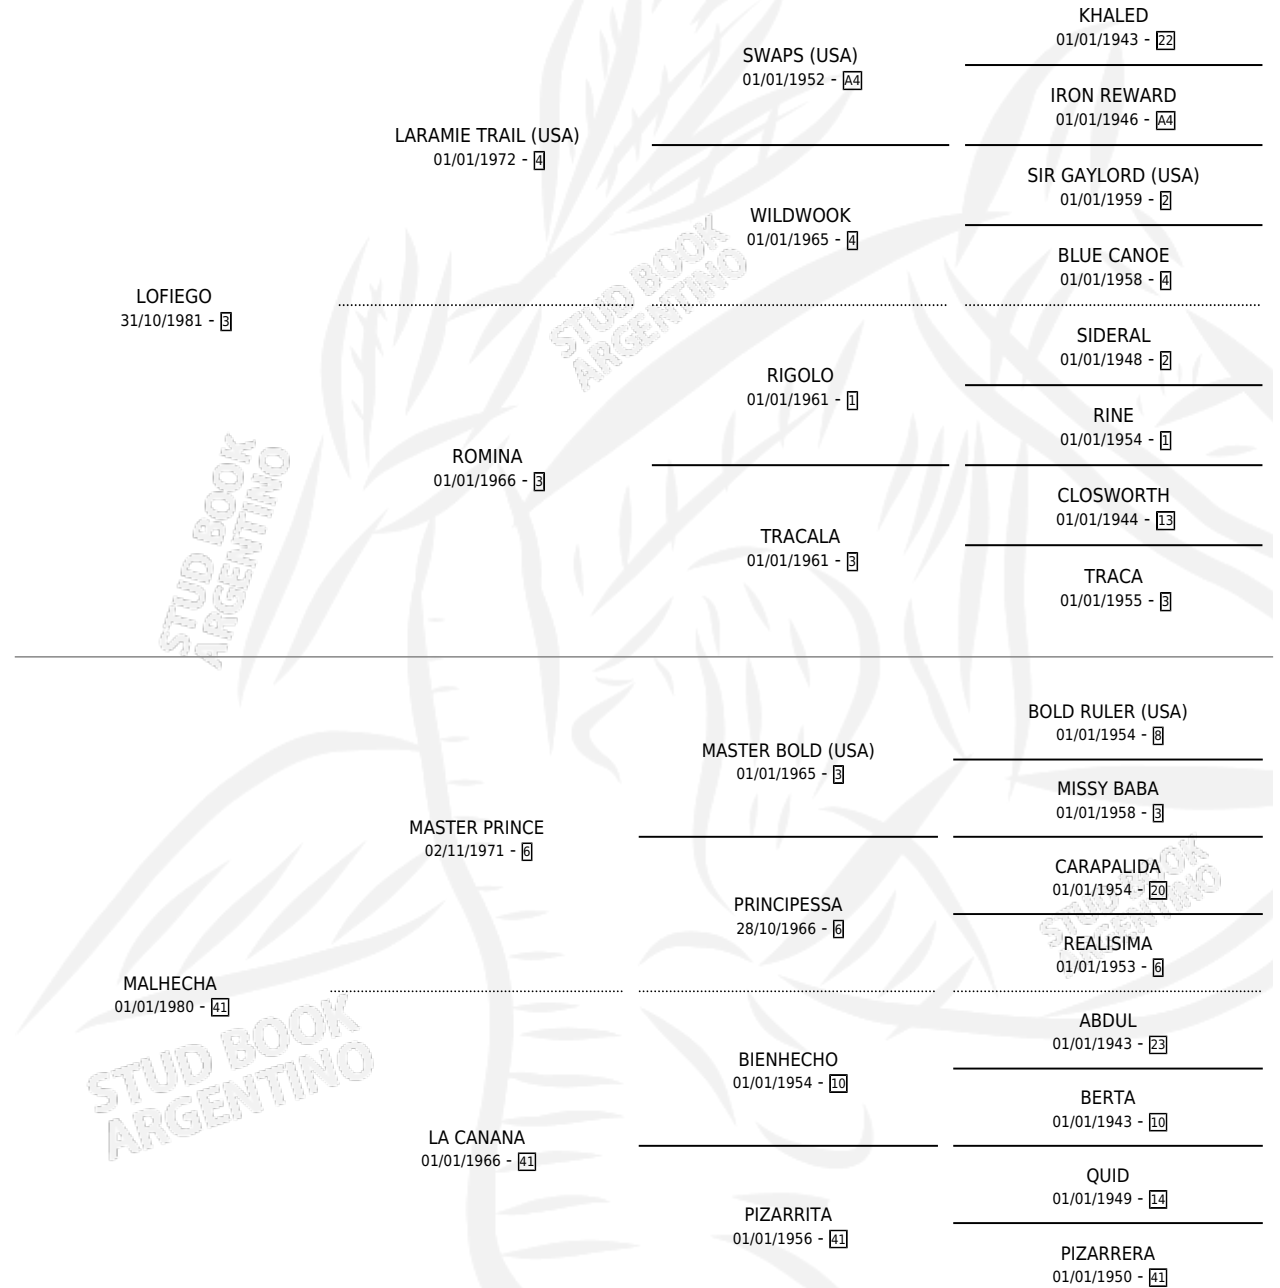 KHALED
01/01/1943 - 22
SWAPS (USA)
01/01/1952 - A4
IRON REWARD
01/01/1946 - A4
LARAMIE TRAIL (USA)
01/01/1972 - 4
SIR GAYLORD (USA)
01/01/1959 - 2
WILDWOOK
01/01/1965 - 4
BLUE CANOE
01/01/1958 - 4
LOFIEGO
31/10/1981 - 3
SIDERAL
01/01/1948 - 2
RIGOLO
01/01/1961 - 1
RINE
01/01/1954 - 1
ROMINA
01/01/1966 - 3
CLOSWORTH
01/01/1944 - 13
TRACALA
01/01/1961 - 3
TRACA
01/01/1955 - 3
BOLD RULER (USA)
01/01/1954 - 8
MASTER BOLD (USA)
01/01/1965 - 3
MISSY BABA
01/01/1958 - 3
MASTER PRINCE
02/11/1971 - 6
CARAPALIDA
01/01/1954 - 20
PRINCIPESSA
28/10/1966 - 6
REALISIMA
01/01/1953 - 6
MALHECHA
01/01/1980 - 41
ABDUL
01/01/1943 - 23
BIENHECHO
01/01/1954 - 10
BERTA
01/01/1943 - 10
LA CANANA
01/01/1966 - 41
QUID
01/01/1949 - 14
PIZARRITA
01/01/1956 - 41
PIZARRERA
01/01/1950 - 41
STUD BOOK
ARGENTINO
STUD BOOK
ARGENTINO
STUD BOOK
ARGENTINO
STUD BOOK
ARGENTINO